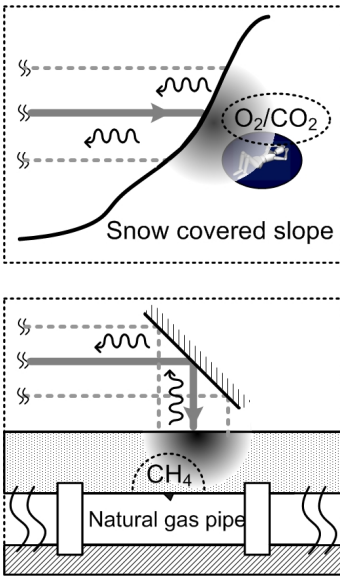 O₂/CO₂
Snow covered slope
CH₄
Natural gas pipe